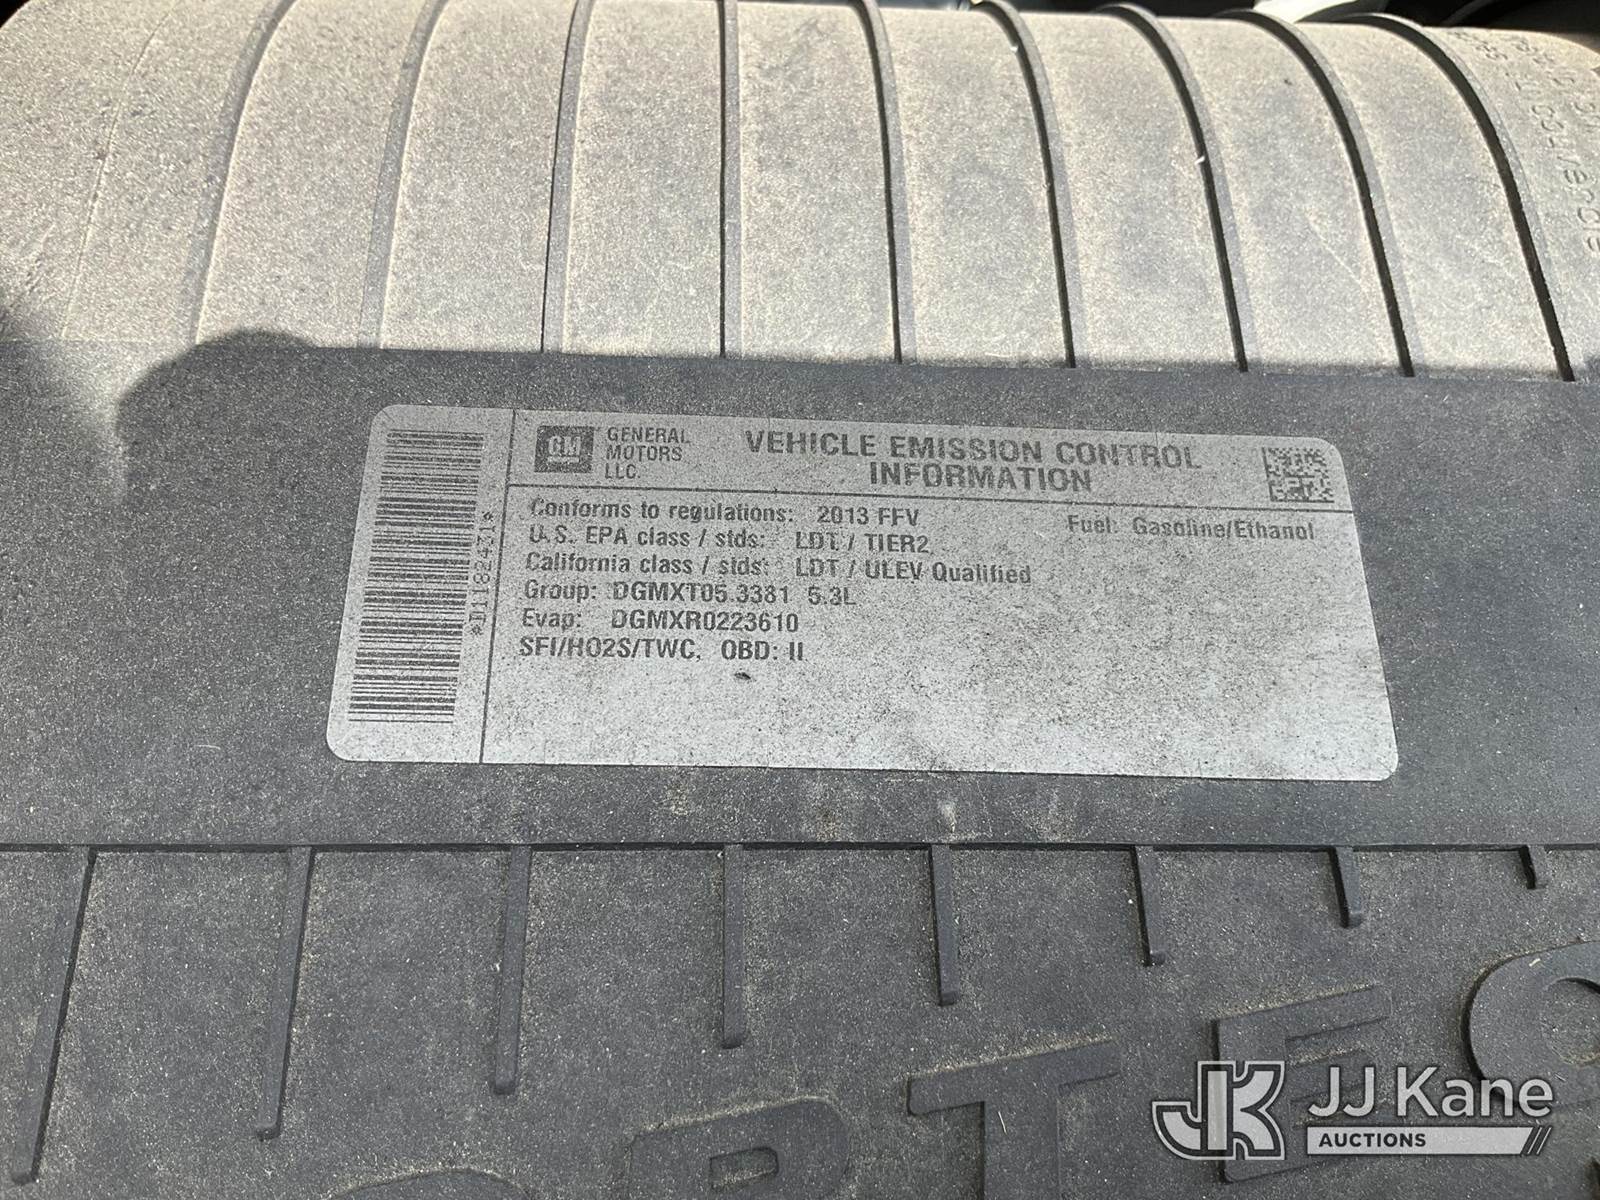 GM
GENERAL
MOTORS
LLC.
VEHICLE EMISSION CONTROL
INFORMATION
Conforms to regulations: 2013 FFV
Fuel: Gasoline/Ethanol
U.S. EPA class / stds: LDT / TIER2
California class / stds: LDT / ULEV Qualified
Group: DGMXT05.3381 5.3L
Evap: DGMXR0223610
SFI/HO2S/TWC, OBD: II
JK JJ Kane
AUCTIONS